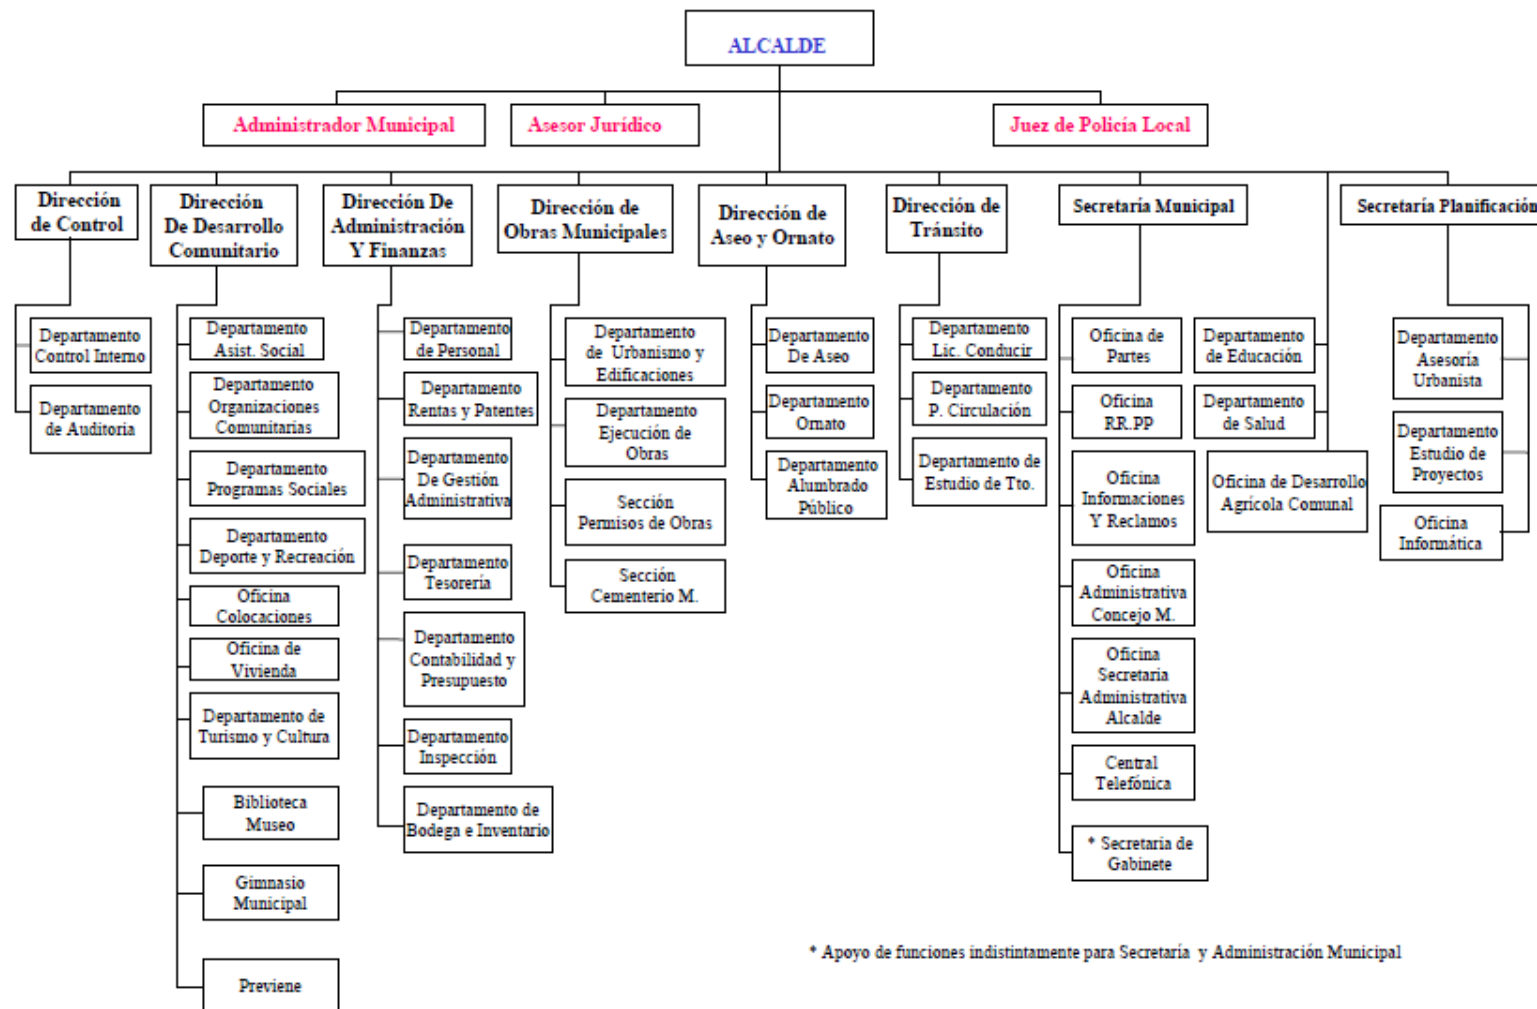 ALCALDE
Administrador Municipal
Asesor Jurídico
Juez de Policía Local
Dirección
de Control
Dirección
De Desarrollo
Comunitario
Dirección De
Administración
Y Finanzas
Dirección de
Obras Municipales
Dirección de
Aseo y Ornato
Dirección de
Tránsito
Secretaría Municipal
Secretaría Planificación
Departamento
Control Interno
Departamento
de Auditoria
Departamento
Asist. Social
Departamento
Organizaciones
Comunitarias
Departamento
Programas Sociales
Departamento
Deporte y Recreación
Oficina
Colocaciones
Oficina de
Vivienda
Departamento de
Turismo y Cultura
Biblioteca
Museo
Gimnasio
Municipal
Previene
Departamento
de Personal
Departamento
Rentas y Patentes
Departamento
De Gestión
Administrativa
Departamento
Tesorería
Departamento
Contabilidad y
Presupuesto
Departamento
Inspección
Departamento de
Bodega e Inventario
Departamento
de Urbanismo y
Edificaciones
Departamento
Ejecución de
Obras
Sección
Permisos de Obras
Sección
Cementerio M.
Departamento
De Aseo
Departamento
Ornato
Departamento
Alumbrado
Público
Departamento
Lic. Conducir
Departamento
P. Circulación
Departamento de
Estudio de Tto.
Oficina de
Partes
Oficina
RR.PP
Oficina
Informaciones
Y Reclamos
Oficina
Administrativa
Concejo M.
Oficina
Secretaria
Administrativa
Alcalde
Central
Telefónica
* Secretaria de
Gabinete
Departamento
de Educación
Departamento
de Salud
Oficina de Desarrollo
Agrícola Comunal
Departamento
Asesoría
Urbanista
Departamento
Estudio de
Proyectos
Oficina
Informática
* Apoyo de funciones indistintamente para Secretaría y Administración Municipal